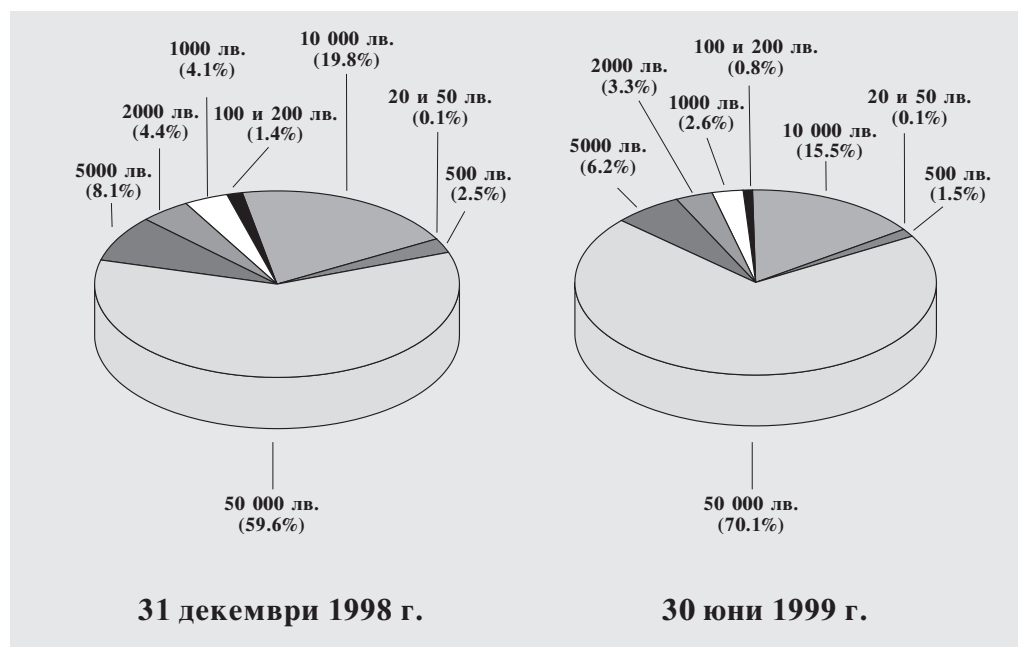 10 000 лв.
(19.8%)
1000 лв.
(4.1%)
20 и 50 лв.
(0.1%)
2000 лв.
(4.4%)
100 и 200 лв.
(1.4%)
5000 лв.
(8.1%)
500 лв.
(2.5%)
50 000 лв.
(59.6%)
31 декември 1998 г.
100 и 200 лв.
(0.8%)
2000 лв.
(3.3%)
1000 лв.
(2.6%)
20 и 50 лв.
(0.1%)
10 000 лв.
(15.5%)
5000 лв.
(6.2%)
500 лв.
(1.5%)
50 000 лв.
(70.1%)
30 юни 1999 г.